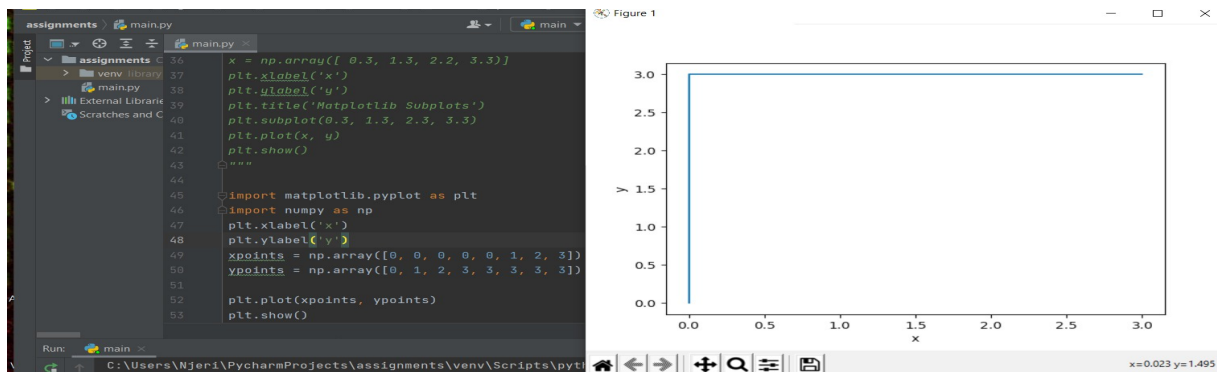 assignments main.py
main
Project
main.py
assignments C
venv library
main.py
External Librarie
Scratches and C
36 x = np.array([ 0.3, 1.3, 2.2, 3.3)]
37 plt.xlabel('x')
38 plt.ylabel('y')
39 plt.title('Matplotlib Subplots')
40 plt.subplot(0.3, 1.3, 2.3, 3.3)
41 plt.plot(x, y)
42 plt.show()
43 """
44
45 import matplotlib.pyplot as plt
46 import numpy as np
47 plt.xlabel('x')
48 plt.ylabel('y')
49 xpoints = np.array([0, 0, 0, 0, 0, 1, 2, 3])
50 ypoints = np.array([0, 1, 2, 3, 3, 3, 3, 3])
51
52 plt.plot(xpoints, ypoints)
53 plt.show()
Run: main
C:\Users\Njeri\PycharmProjects\assignments\venv\Scripts\pyth
Figure 1
3.0
2.5
2.0
1.5
1.0
0.5
0.0
y
0.0 0.5 1.0 1.5 2.0 2.5 3.0
x
x=0.023 y=1.495